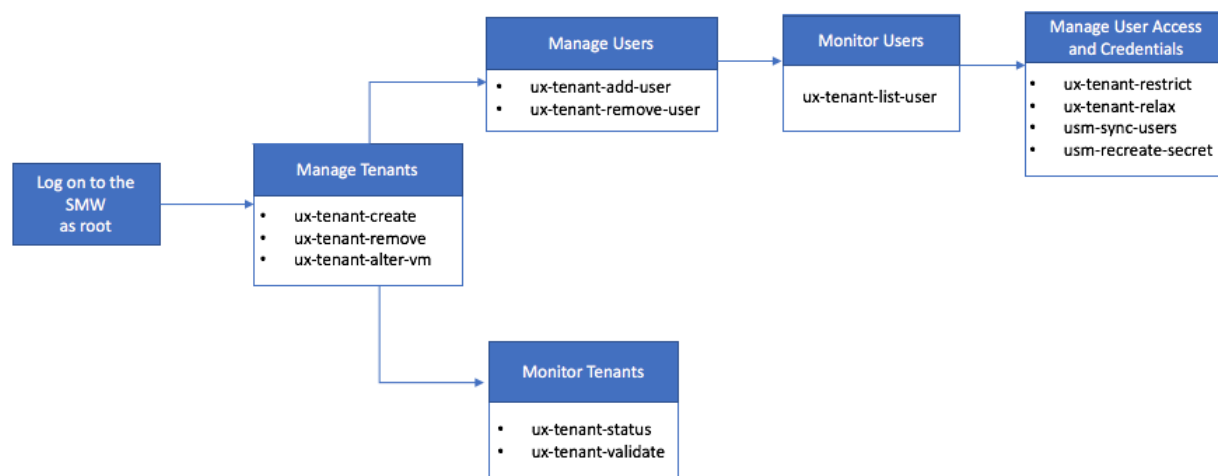 Log on to the
SMW
as root
Manage Tenants
• ux-tenant-create
• ux-tenant-remove
• ux-tenant-alter-vm
Manage Users
• ux-tenant-add-user
• ux-tenant-remove-user
Monitor Users
ux-tenant-list-user
Manage User Access
and Credentials
• ux-tenant-restrict
• ux-tenant-relax
• usm-sync-users
• usm-recreate-secret
Monitor Tenants
• ux-tenant-status
• ux-tenant-validate